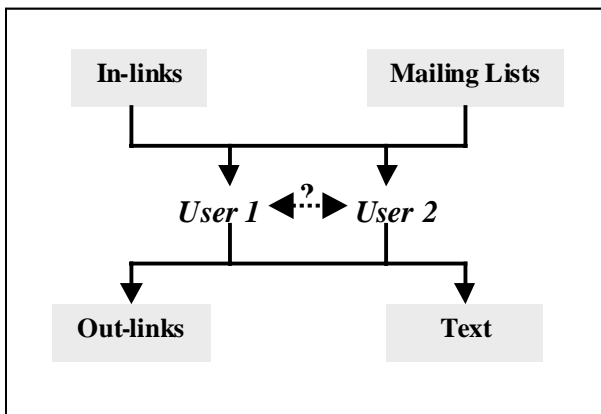 In-links
Mailing Lists
?
User 1
User 2
Out-links
Text